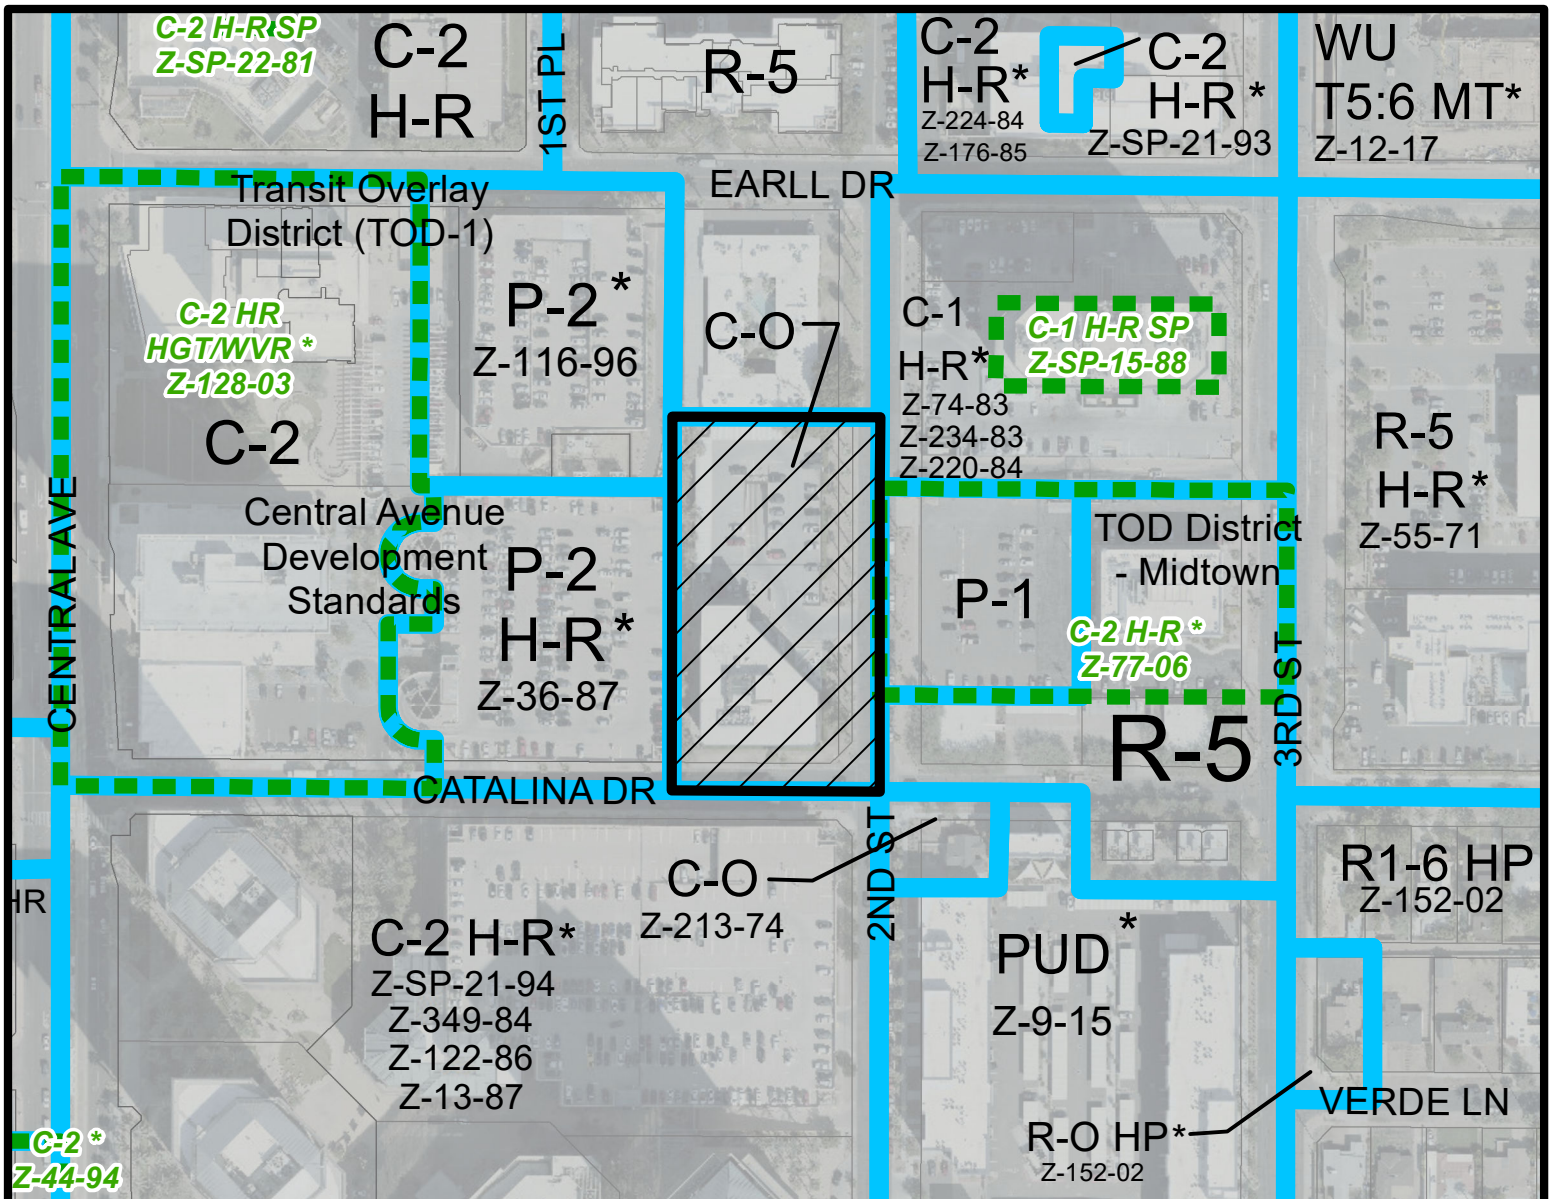 C-2 H-R SP
Z-SP-22-81
C-2
H-R
1ST PL
R-5
C-2
H-R*
Z-224-84
Z-176-85
C-2
H-R *
Z-SP-21-93
WU
T5:6 MT*
Z-12-17
Transit Overlay
District (TOD-1)
EARLL DR
C-2 HR
HGT/WVR *
Z-128-03
C-2
P-2 *
Z-116-96
C-O
C-1
H-R*
Z-74-83
Z-234-83
Z-220-84
C-1 H-R SP
Z-SP-15-88
R-5
H-R*
Z-55-71
CENTRAL AVE
Central Avenue
Development
Standards
P-2
H-R*
Z-36-87
P-1
TOD District
- Midtown
C-2 H-R *
Z-77-06
R-5
3RD ST
CATALINA DR
2ND ST
C-O
Z-213-74
R1-6 HP
Z-152-02
HR
C-2 H-R*
Z-SP-21-94
Z-349-84
Z-122-86
Z-13-87
PUD *
Z-9-15
VERDE LN
R-O HP*
Z-152-02
C-2 *
Z-44-94